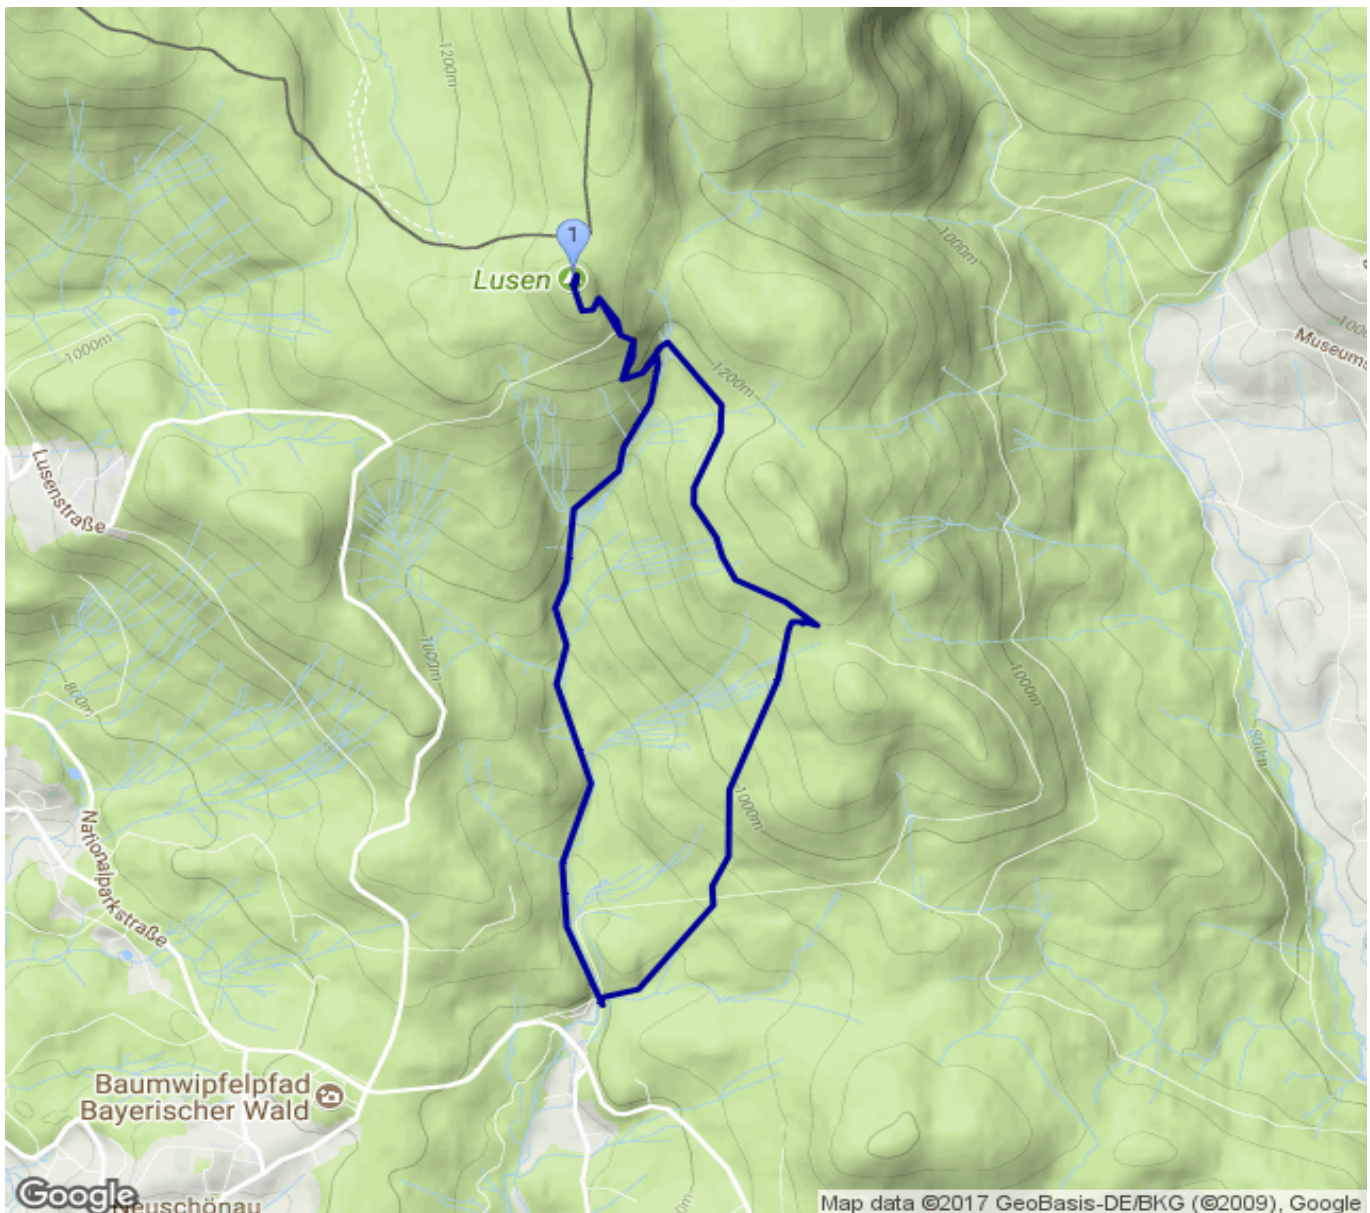 1200m
1
Lusen
1000m
1000m
Museums
1200m
Lusenstraße
1000m
1000m
800m
800m
1000m
Nationalparkstraße
Baumwipfelpfad
Bayerischer Wald
Neuschönau
Google
Map data ©2017 GeoBasis-DE/BKG (©2009), Google